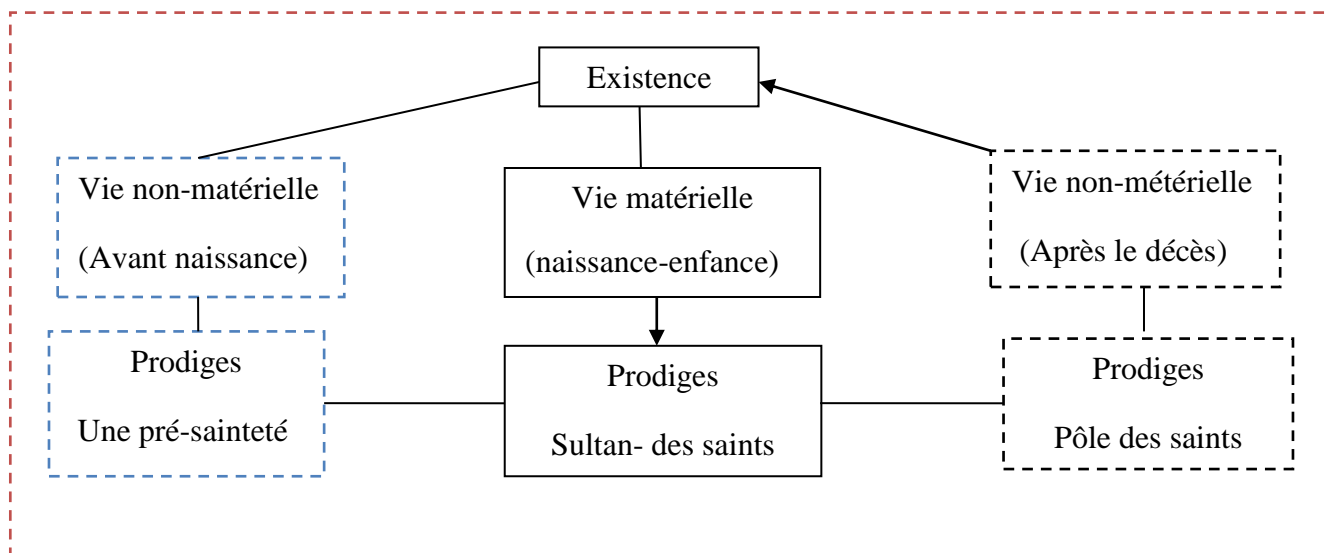 Existence
Vie non-matérielle
(Avant naissance)
Vie matérielle
(naissance-enfance)
Vie non-métérielle
(Après le décès)
Prodiges
Une pré-sainteté
Prodiges
Sultan- des saints
Prodiges
Pôle des saints